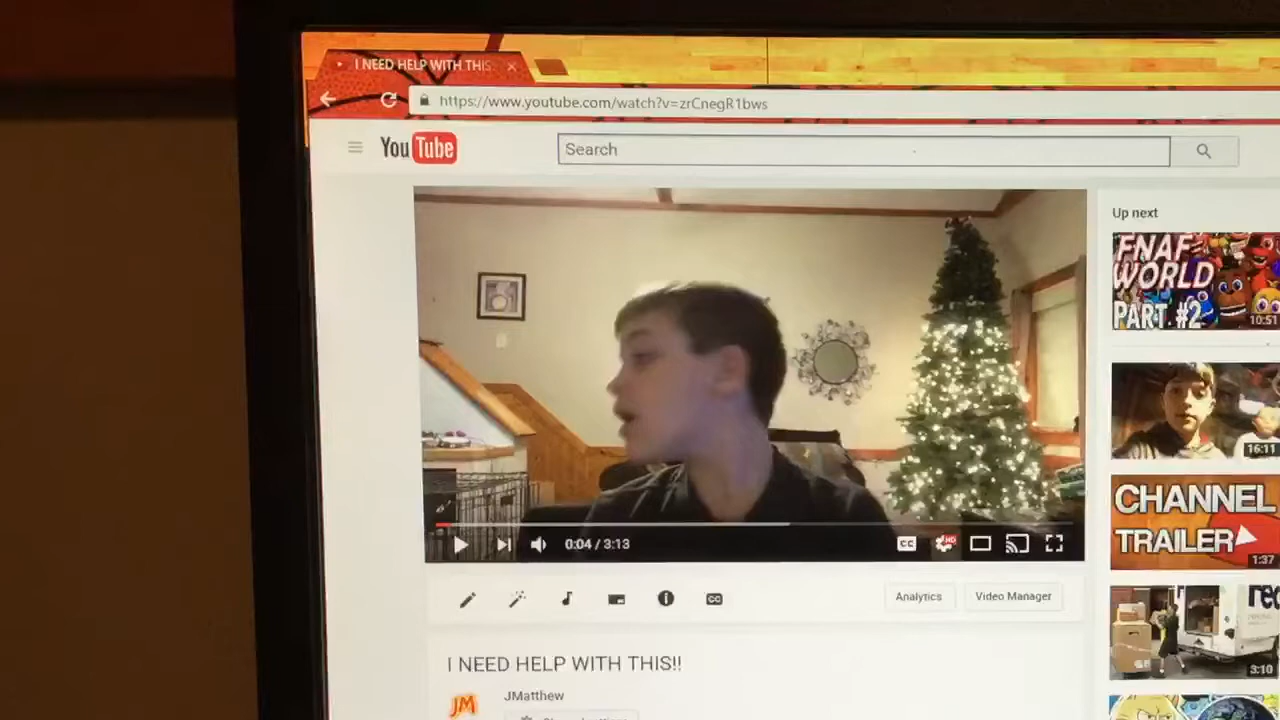 I NEED HELP WITH THIS
https://www.youtube.com/watch?v=zrCnegR1bws
YouTube
Search
Up next
FNAF
WORLD
PART #2
10:51
16:11
CHANNEL
TRAILER
1:37
3:10
0:04 / 3:13
CC
HD
CC
Analytics
Video Manager
I NEED HELP WITH THIS!!
JM
JMatthew